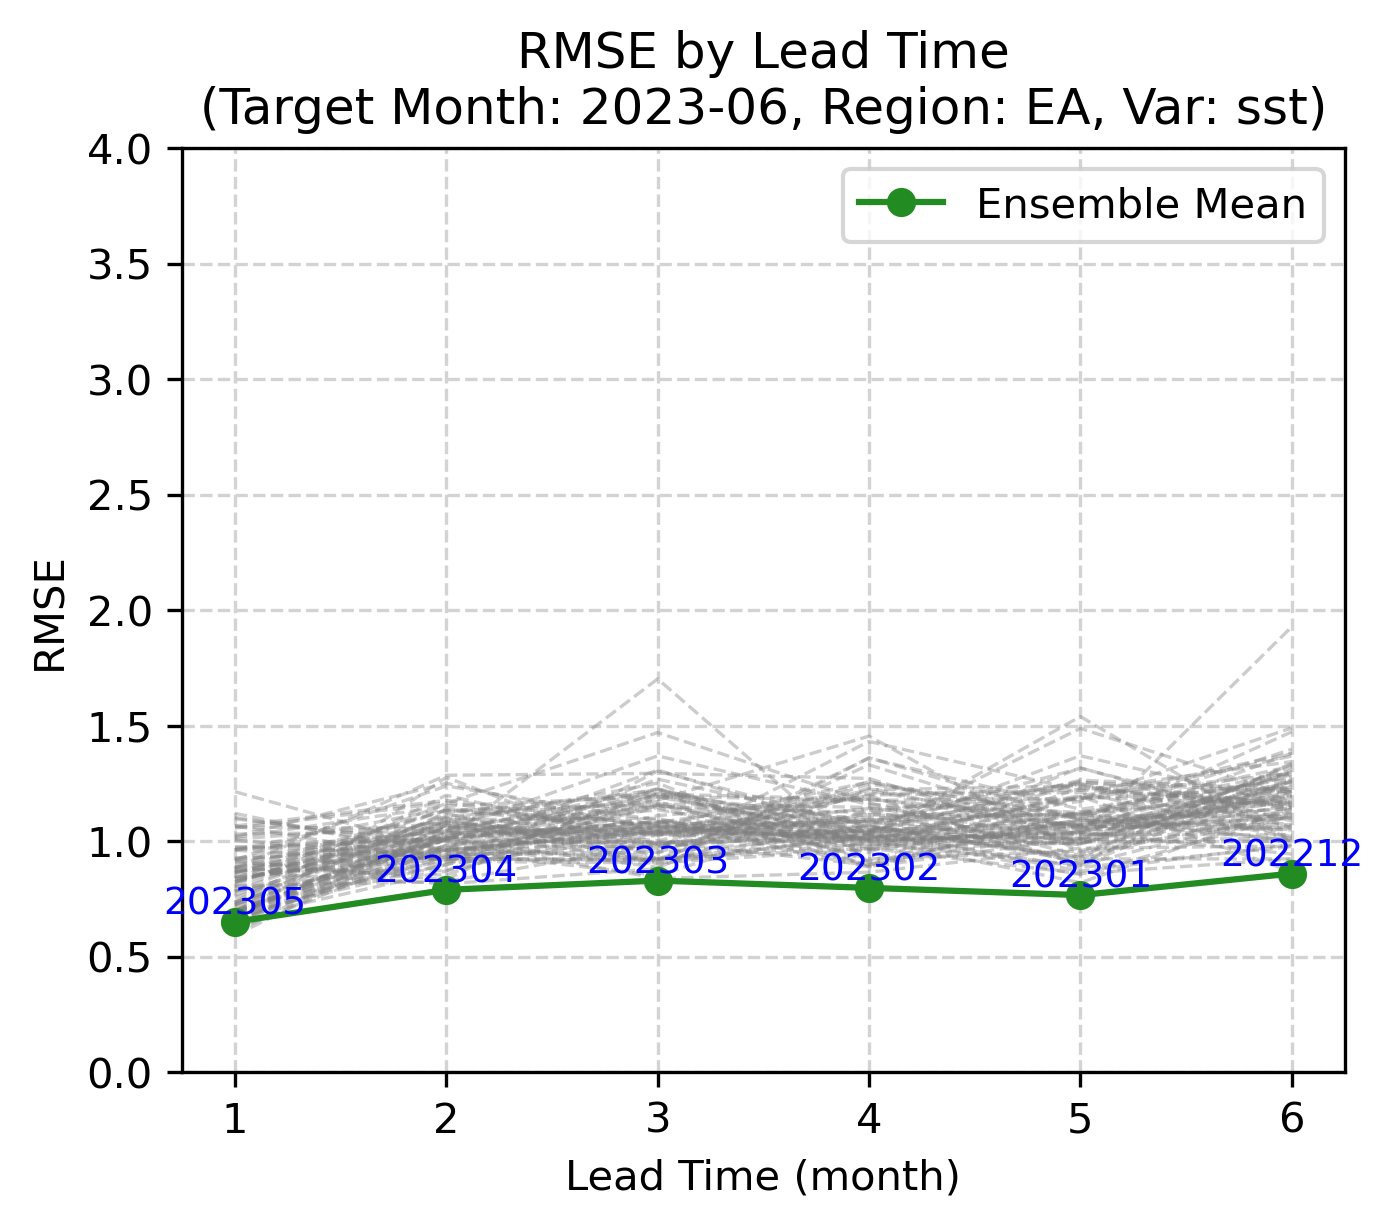 RMSE by Lead Time
(Target Month: 2023-06, Region: EA, Var: sst)
4.0
3.5
3.0
2.5
2.0
1.5
1.0
0.5
0.0
RMSE
Ensemble Mean
202305
202304
202303
202302
202301
202212
1 2 3 4 5 6
Lead Time (month)